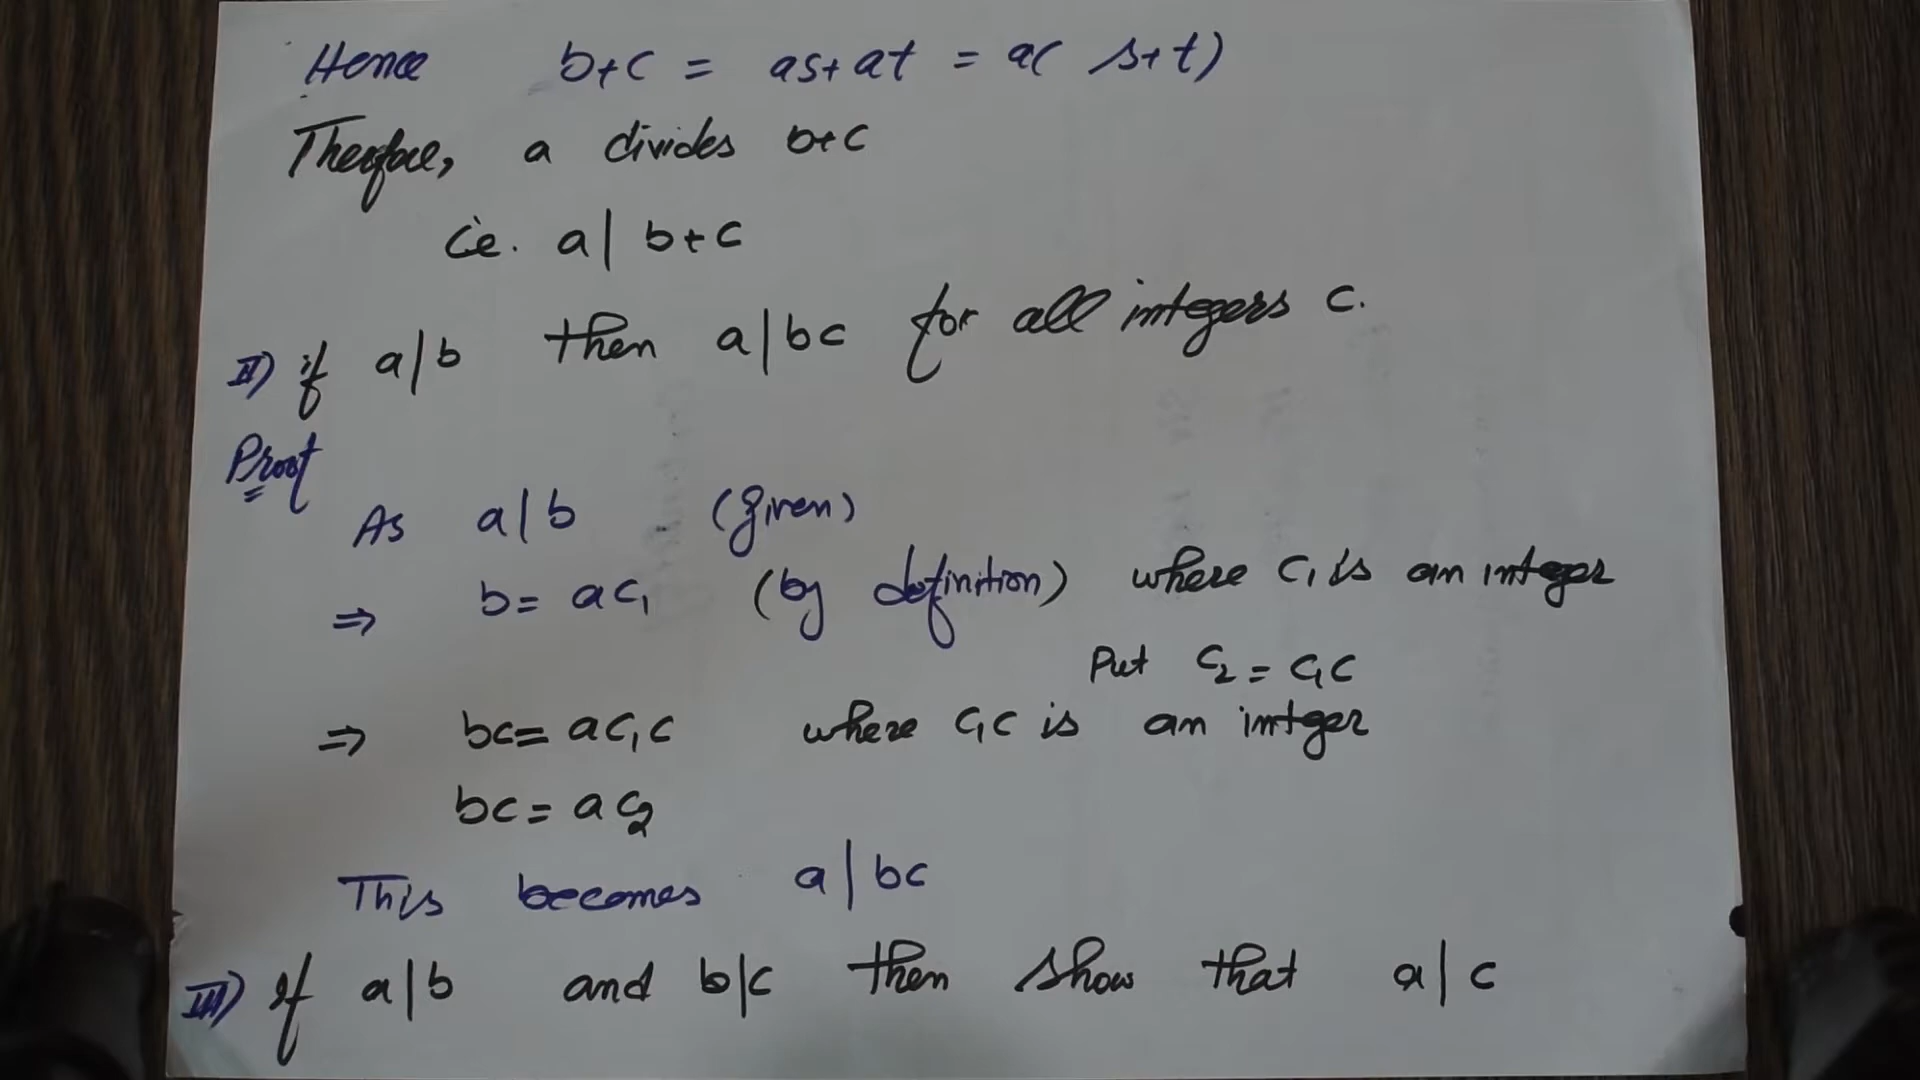 Hence b+c = as+at = a( s+t)
Therefore, a divides b+c
i.e. a| b+c
II) if a|b then a|bc for all integers c.
Proof
As a|b (given)
⇒ b= ac₁ (by definition) where c₁ is an integer
Put c₂ = c₁c
⇒ bc= ac₁c where c₁c is an integer
bc= ac₂
This becomes a|bc
III) If a|b and b|c then show that a|c